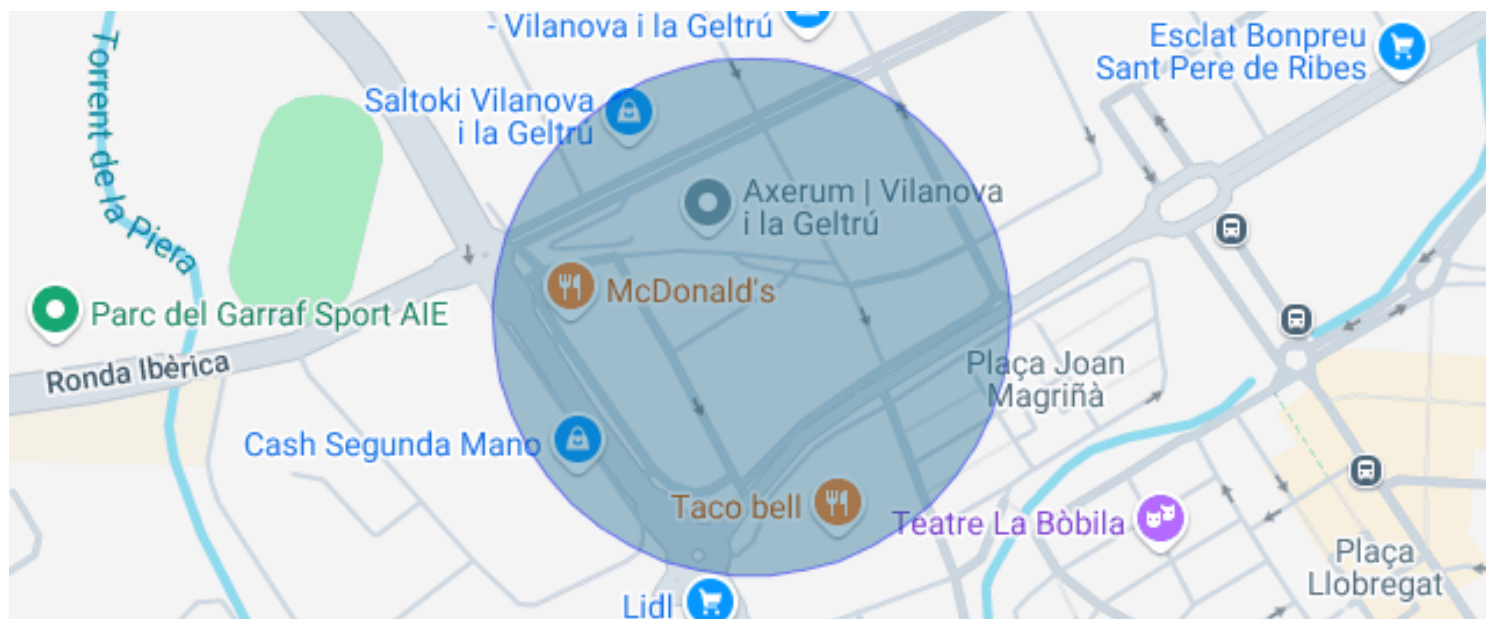 - Vilanova i la Geltrú
Esclat Bonpreu
Sant Pere de Ribes
Torrent de la Piera
Saltoki Vilanova
i la Geltrú
Axerum | Vilanova
i la Geltrú
McDonald's
Parc del Garraf Sport AIE
Ronda Ibèrica
Plaça Joan
Magriñà
Cash Segunda Mano
Taco bell
Teatre La Bòbila
Plaça
Llobregat
Lidl